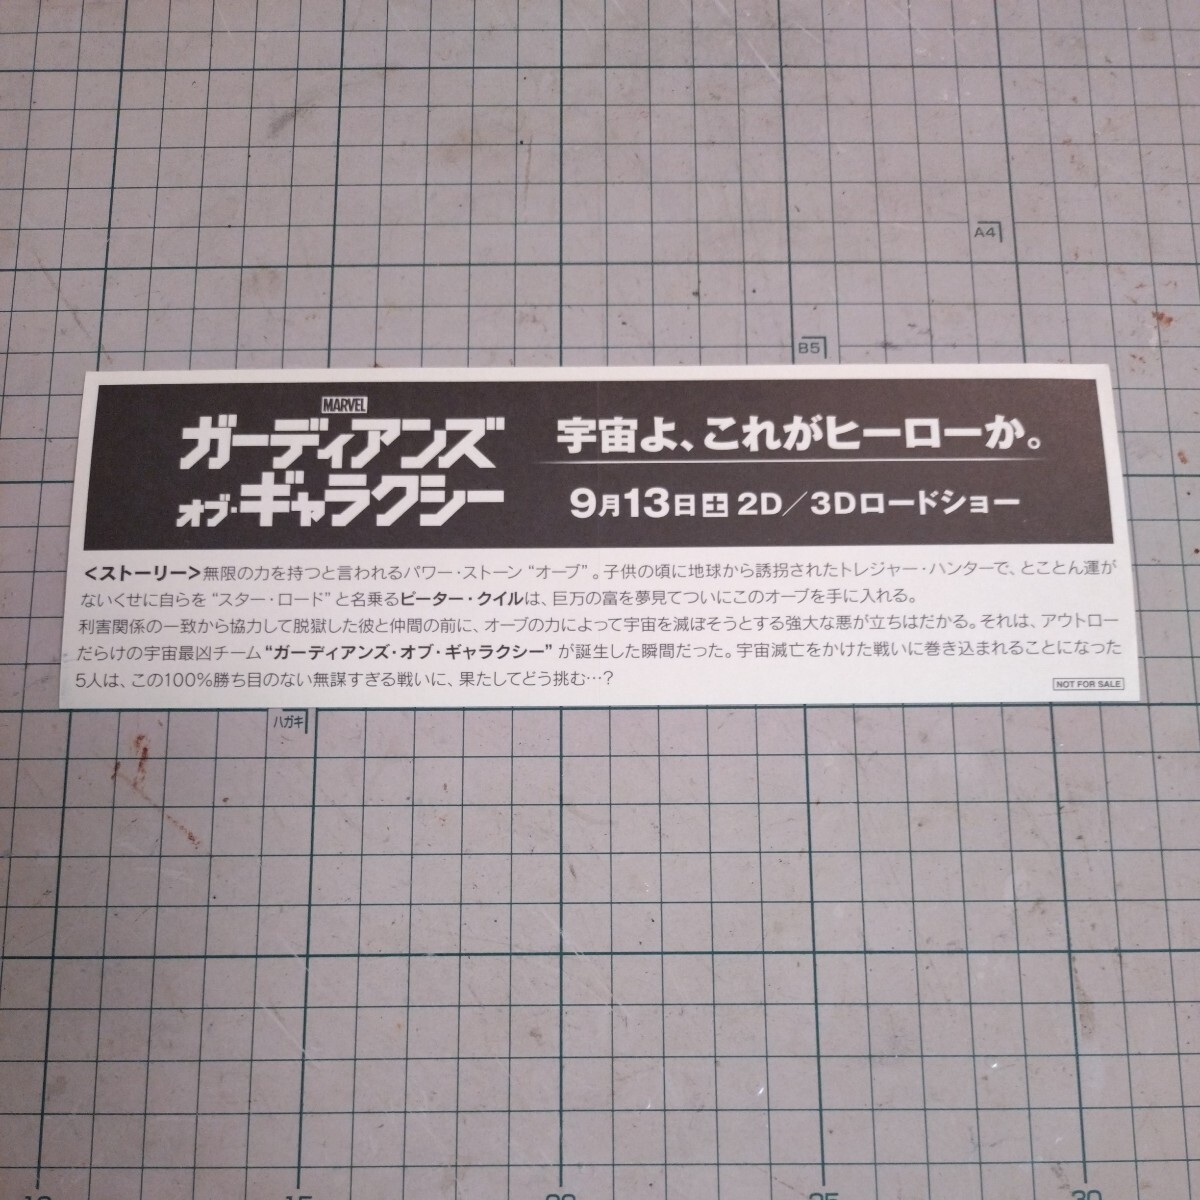 A4
B5
MARVEL
ガーディアンズ
オブ・ギャラクシー
宇宙よ、これがヒーローか。
9月13日土 2D／3Dロードショー
<ストーリー>無限の力を持つと言われるパワー・ストーン“オーブ”。子供の頃に地球から誘拐されたトレジャー・ハンターで、とことん運が
ないくせに自らを“スター・ロード”と名乗るピーター・クイルは、巨万の富を夢見てついにこのオーブを手に入れる。
利害関係の一致から協力して脱獄した彼と仲間の前に、オーブの力によって宇宙を滅ぼそうとする強大な悪が立ちはだかる。それは、アウトロー
だらけの宇宙最凶チーム“ガーディアンズ・オブ・ギャラクシー”が誕生した瞬間だった。宇宙滅亡をかけた戦いに巻き込まれることになった
5人は、この100%勝ち目のない無謀すぎる戦いに、果たしてどう挑む…？
NOT FOR SALE
ハガキ